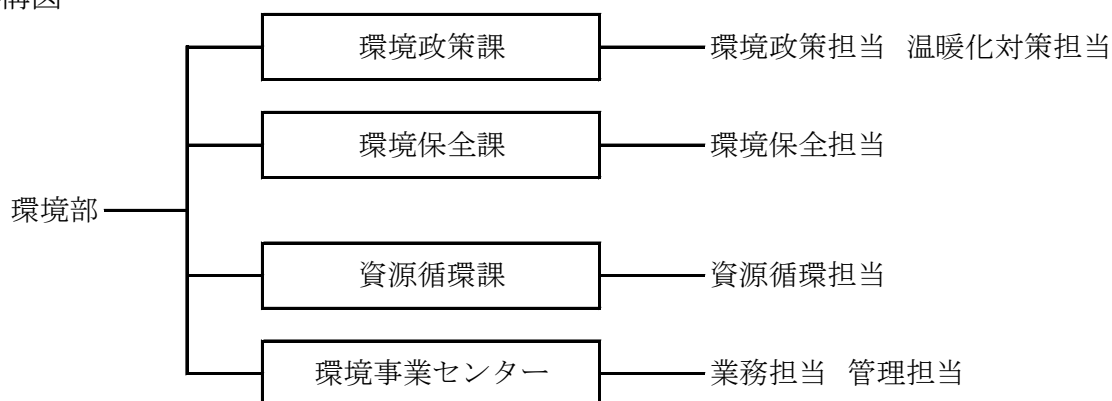 環境政策課 環境政策担当 温暖化対策担当
環境保全課 環境保全担当
環境部
資源循環課 資源循環担当
環境事業センター 業務担当 管理担当